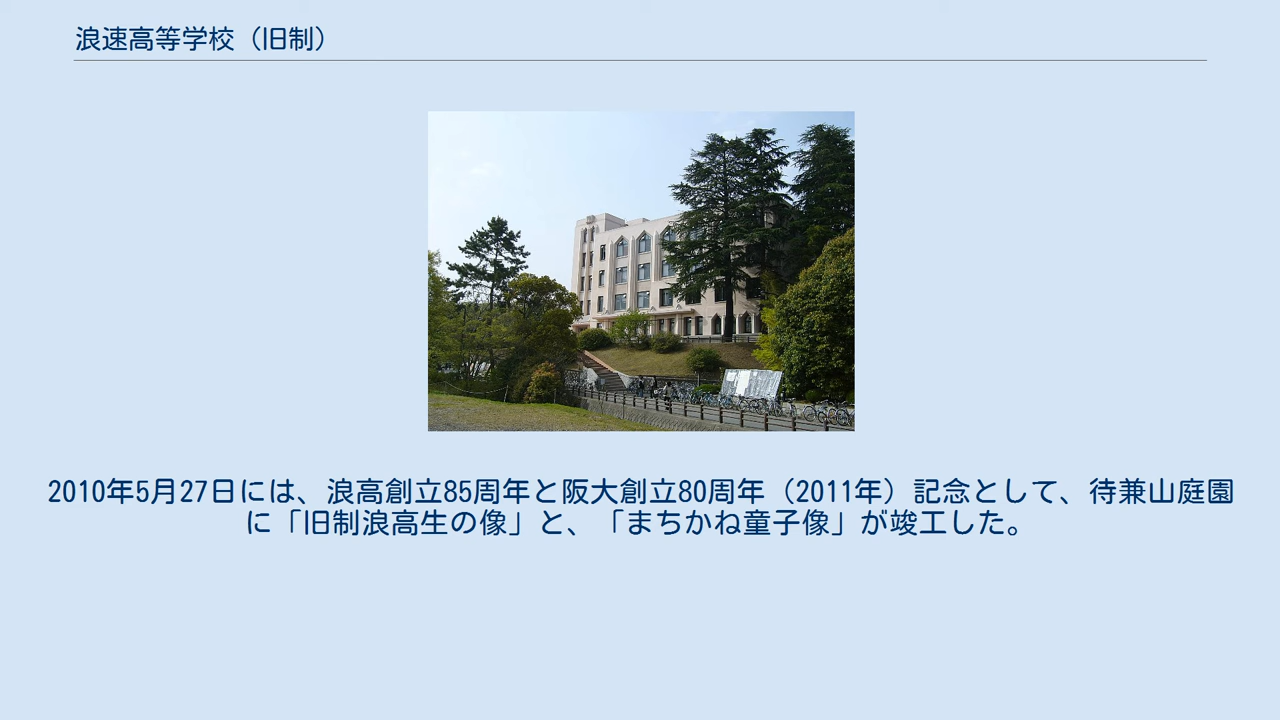 浪速高等学校（旧制）
2010年5月27日には、浪高創立85周年と阪大創立80周年（2011年）記念として、待兼山庭園
に「旧制浪高生の像」と、「まちかね童子像」が竣工した。